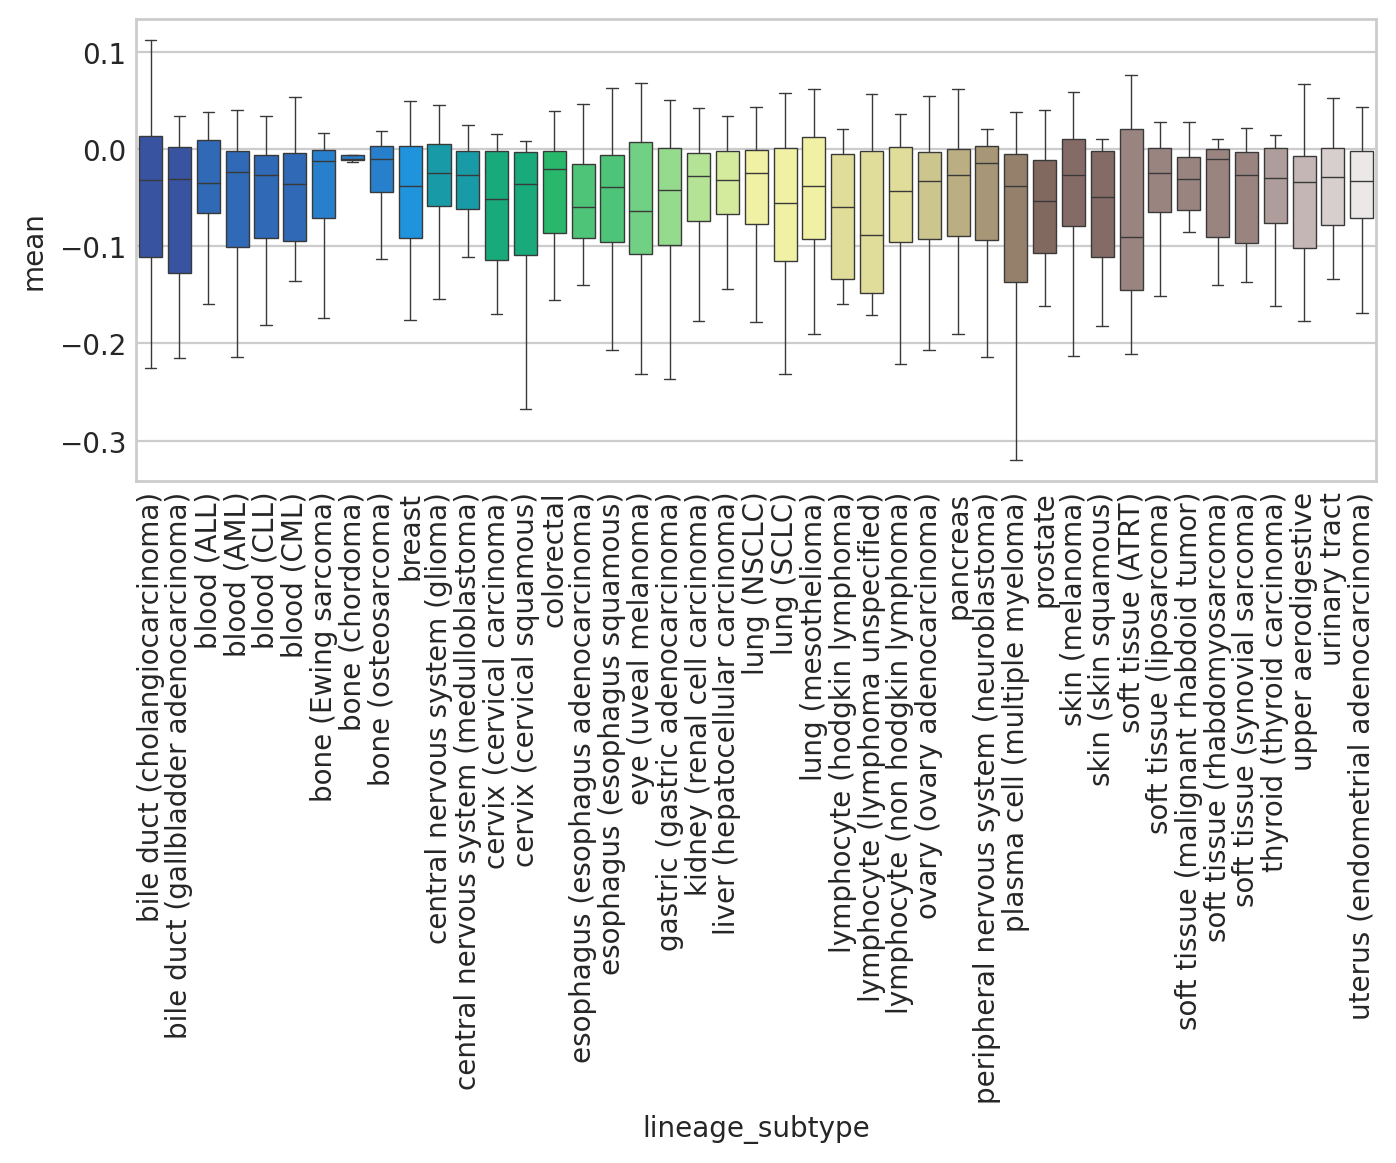 0.1
0.0
−0.1
−0.2
−0.3
mean
bile duct (cholangiocarcinoma)
bile duct (gallbladder adenocarcinoma)
blood (ALL)
blood (AML)
blood (CLL)
blood (CML)
bone (Ewing sarcoma)
bone (chordoma)
bone (osteosarcoma)
breast
central nervous system (glioma)
central nervous system (medulloblastoma)
cervix (cervical carcinoma)
cervix (cervical squamous)
colorectal
esophagus (esophagus adenocarcinoma)
esophagus (esophagus squamous)
eye (uveal melanoma)
gastric (gastric adenocarcinoma)
kidney (renal cell carcinoma)
liver (hepatocellular carcinoma)
lung (NSCLC)
lung (SCLC)
lung (mesothelioma)
lymphocyte (hodgkin lymphoma)
lymphocyte (lymphoma unspecified)
lymphocyte (non hodgkin lymphoma)
ovary (ovary adenocarcinoma)
pancreas
peripheral nervous system (neuroblastoma)
plasma cell (multiple myeloma)
prostate
skin (melanoma)
skin (skin squamous)
soft tissue (ATRT)
soft tissue (liposarcoma)
soft tissue (malignant rhabdoid tumor
soft tissue (rhabdomyosarcoma)
soft tissue (synovial sarcoma)
thyroid (thyroid carcinoma)
upper aerodigestive
urinary tract
uterus (endometrial adenocarcinoma)
lineage_subtype